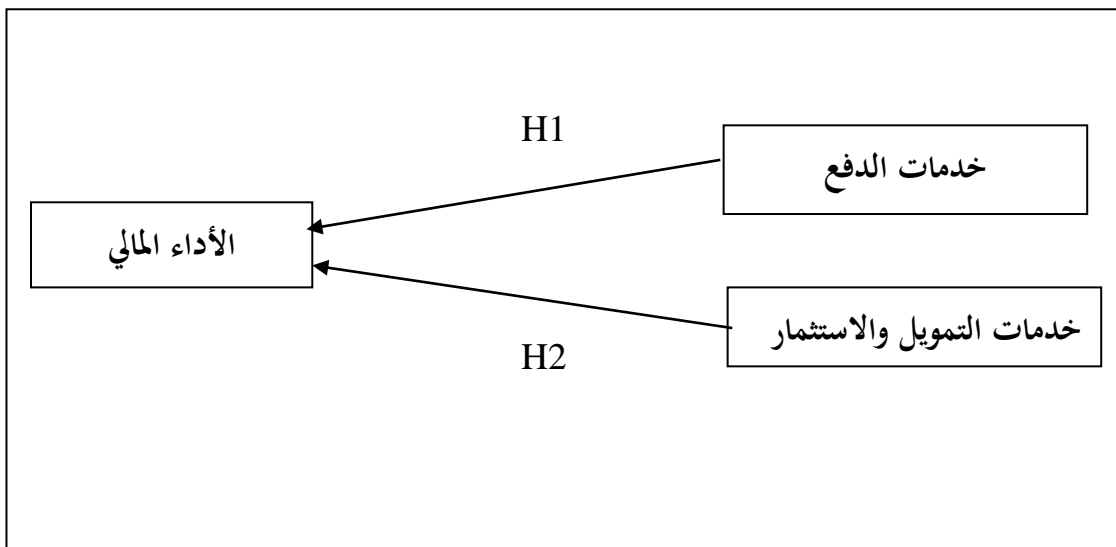 H1
خدمات الدفع
الأداء المالي
خدمات التمويل والاستثمار
H2